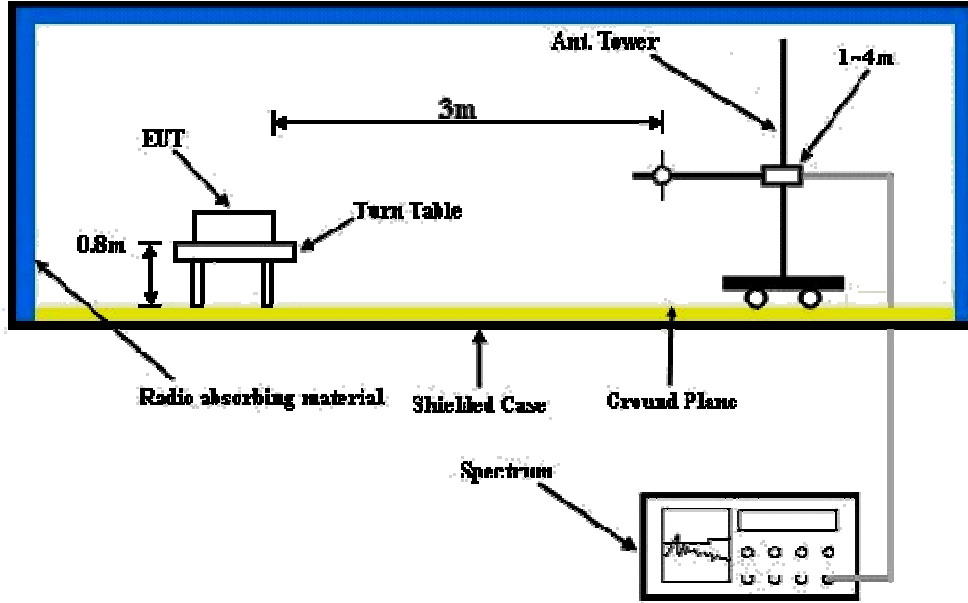 Ant. Tower
1~4m
3m
EUT
Turn Table
0.8m
Radio absorbing material
Shielded Case
Ground Plane
Spectrum